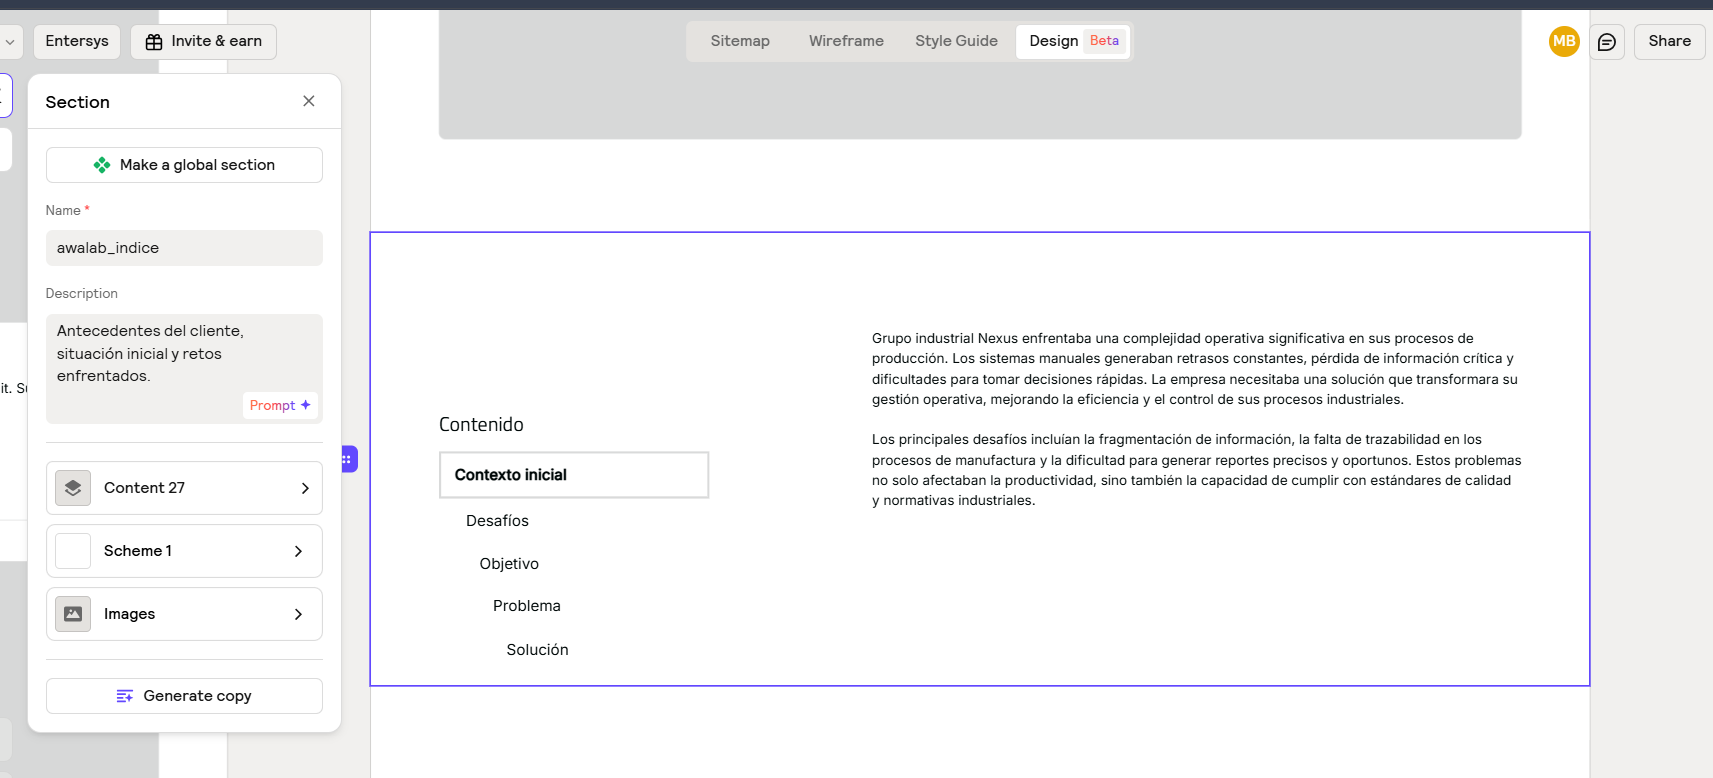 Entersys
Invite & earn
Sitemap
Wireframe
Style Guide
Design
Beta
MB
Share
Section
Make a global section
Name *
awalab_indice
Description
Antecedentes del cliente,
situación inicial y retos
enfrentados.
Prompt
Content 27
Scheme 1
Images
Generate copy
it. S
Contenido
Contexto inicial
Desafíos
Objetivo
Problema
Solución
Grupo industrial Nexus enfrentaba una complejidad operativa significativa en sus procesos de
producción. Los sistemas manuales generaban retrasos constantes, pérdida de información crítica y
dificultades para tomar decisiones rápidas. La empresa necesitaba una solución que transformara su
gestión operativa, mejorando la eficiencia y el control de sus procesos industriales.
Los principales desafíos incluían la fragmentación de información, la falta de trazabilidad en los
procesos de manufactura y la dificultad para generar reportes precisos y oportunos. Estos problemas
no solo afectaban la productividad, sino también la capacidad de cumplir con estándares de calidad
y normativas industriales.